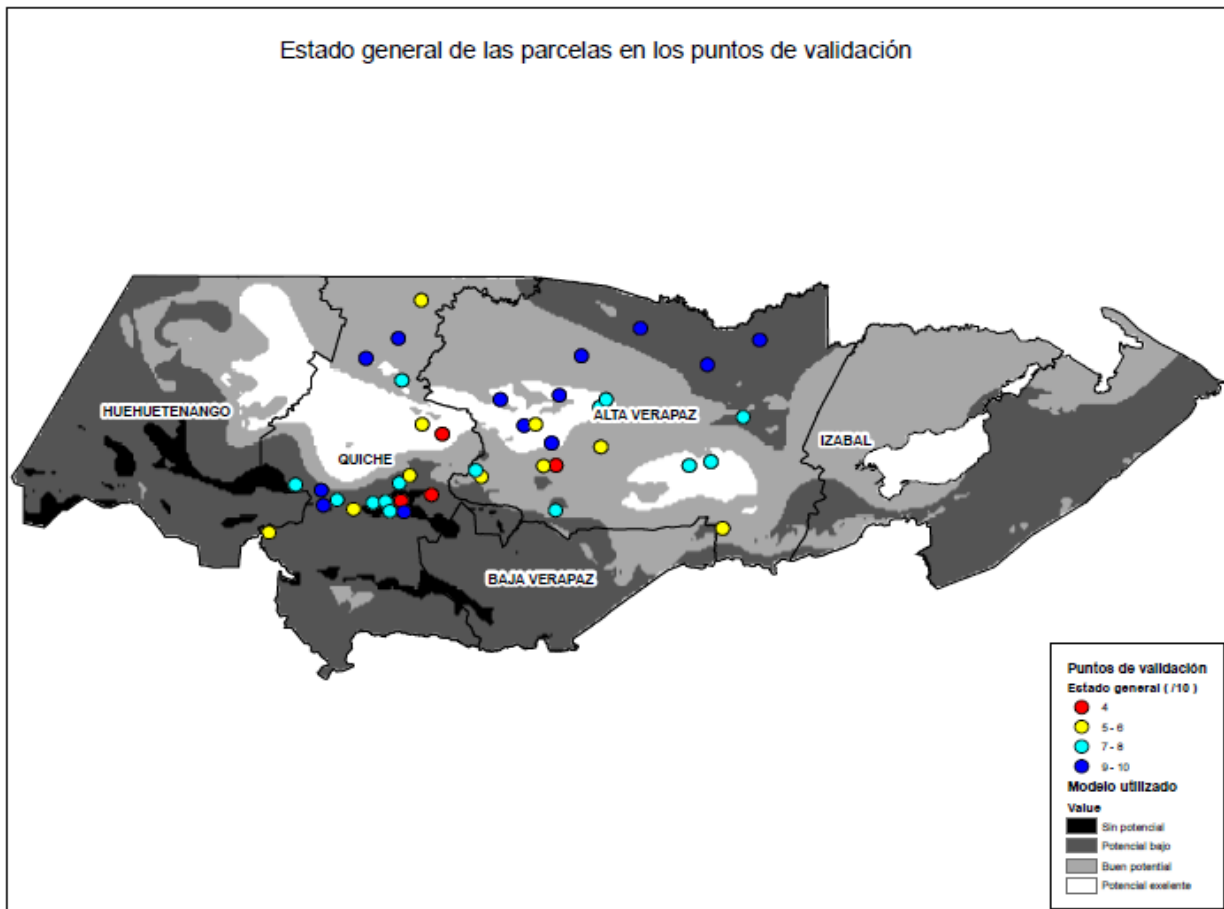 Estado general de las parcelas en los puntos de validación
HUEHUETENANGO
ALTA VERAPAZ
IZABAL
QUICHE
BAJA VERAPAZ
Puntos de validación
Estado general ( /10 )
4
5 - 6
7 - 8
9 - 10
Modelo utilizado
Value
Sin potencial
Potencial bajo
Buen potential
Potencial exelente